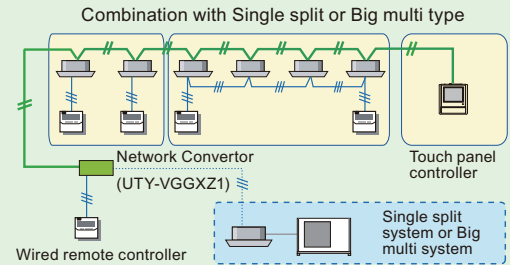 Combination with Single split or Big multi type
Touch panel
controller
Network Convertor
(UTY-VGGXZ1)
Single split
system or Big
multi system
Wired remote controller